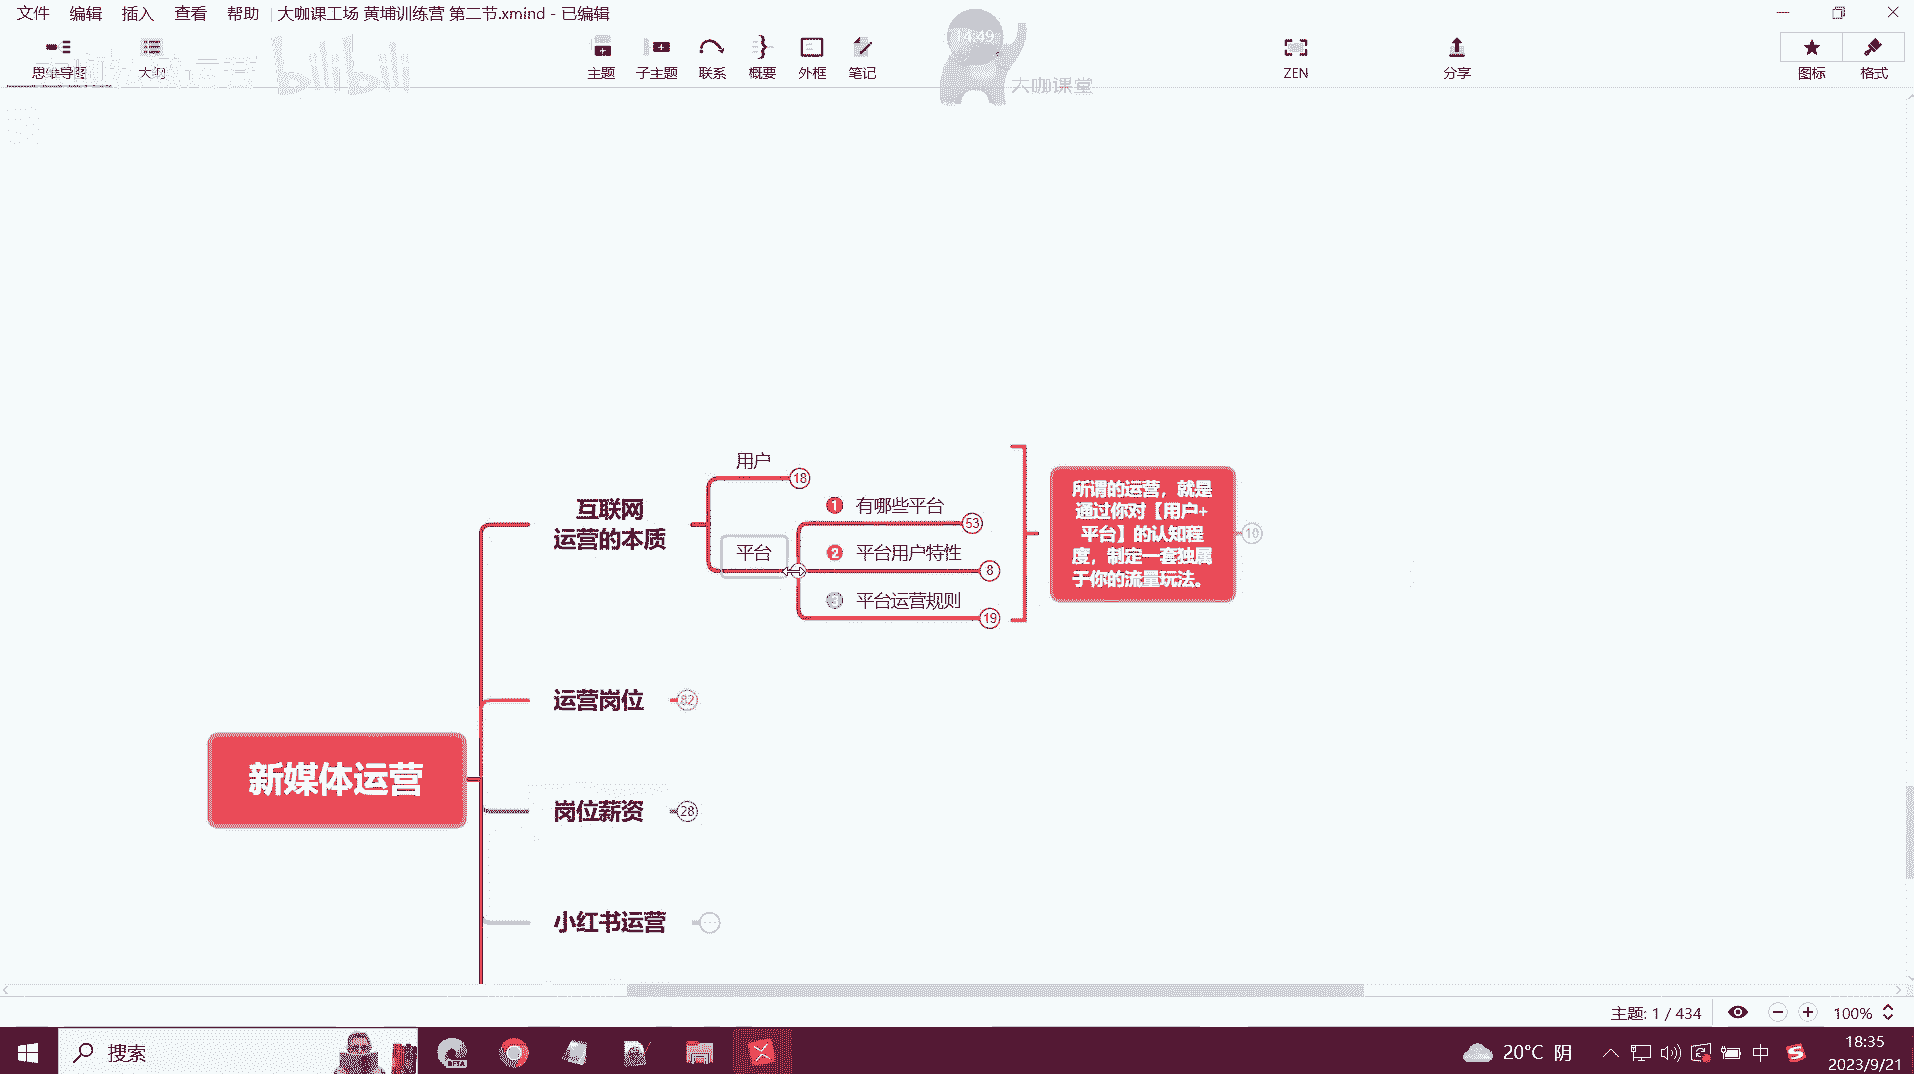 文件 编辑 插入 查看 帮助 大咖课工场 黄埔训练营 第二节.xmind - 已编辑
14:49
bilibili
思维导图 大纲 主题 子主题 联系 概要 外框 笔记 ZEN 分享 图标 格式
大咖课堂
用户
18
1 有哪些平台
53
互联网
运营的本质
平台
2 平台用户特性
8
3 平台运营规则
19
所谓的运营，就是
通过你对【用户+
平台】的认知程
度，制定一套独属
于你的流量玩法。
10
运营岗位
82
新媒体运营
岗位薪资
28
小红书运营
主题: 1 / 434
100%
搜索
BETA
20°C 阴
中
18:35
2023/9/21